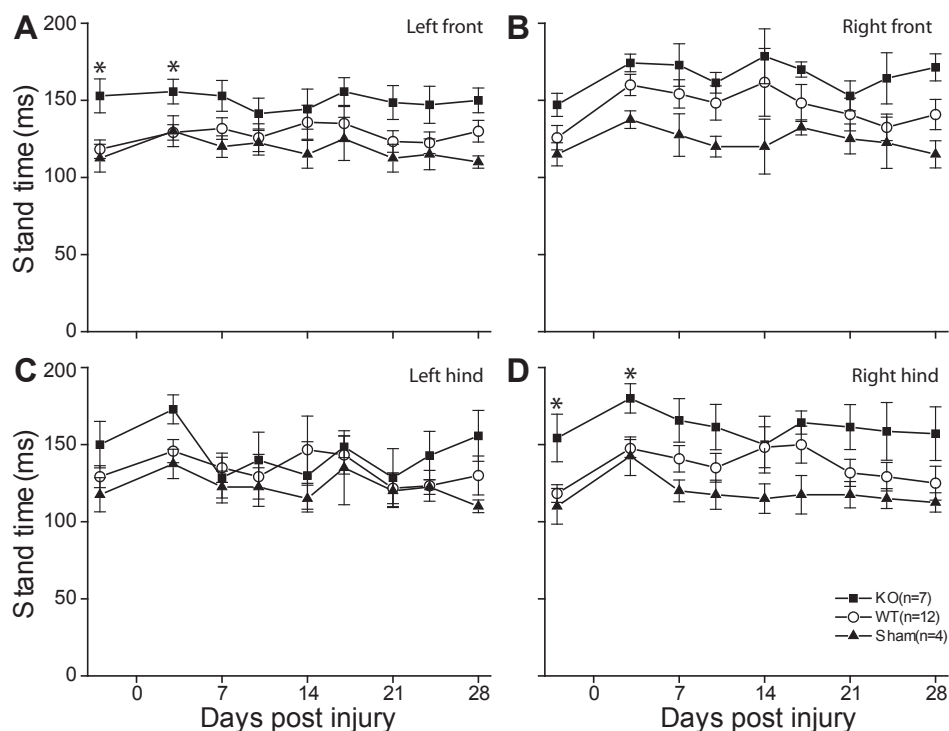 A
Left front
B
Right front
* *
Stand time (ms)
200
150
100
50
0
C
Left hind
D
Right hind
* *
Stand time (ms)
200
150
100
50
0
KO(n=7)
WT(n=12)
Sham(n=4)
0 7 14 21 28
0 7 14 21 28
Days post injury
Days post injury